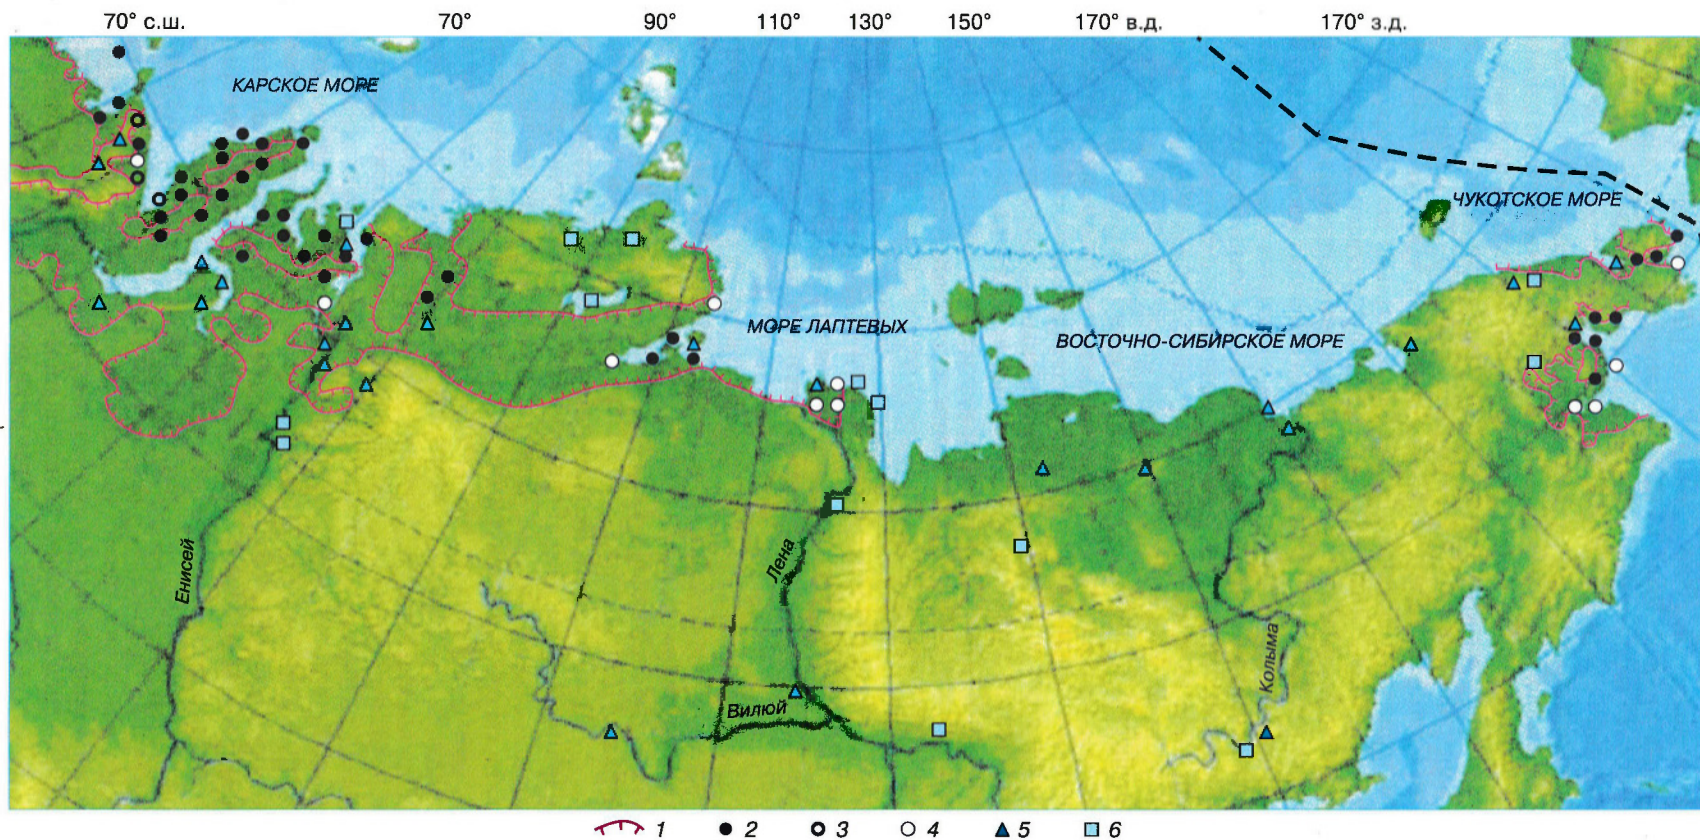 70° с.ш. 70° 90° 110° 130° 150° 170° в.д. 170° з.д.
КАРСКОЕ МОРЕ
ЧУКОТСКОЕ МОРЕ
МОРЕ ЛАПТЕВЫХ
ВОСТОЧНО-СИБИРСКОЕ МОРЕ
Енисей
Лена
Колыма
Вилюй
1 2 3 4 5 6